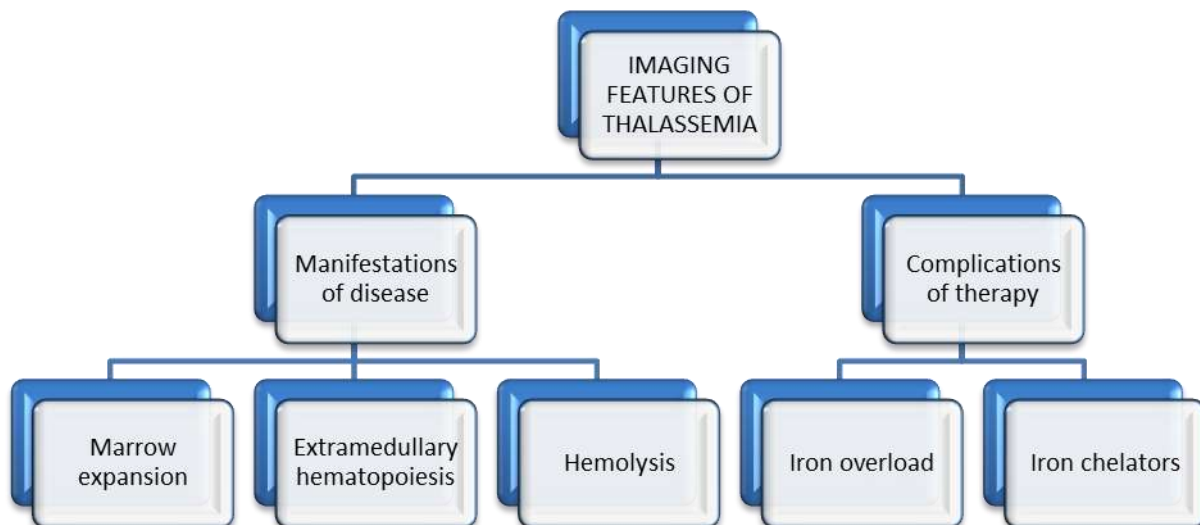 IMAGING
FEATURES OF
THALASSEMIA
Manifestations
of disease
Complications
of therapy
Marrow
expansion
Extramedullary
hematopoiesis
Hemolysis
Iron overload
Iron chelators